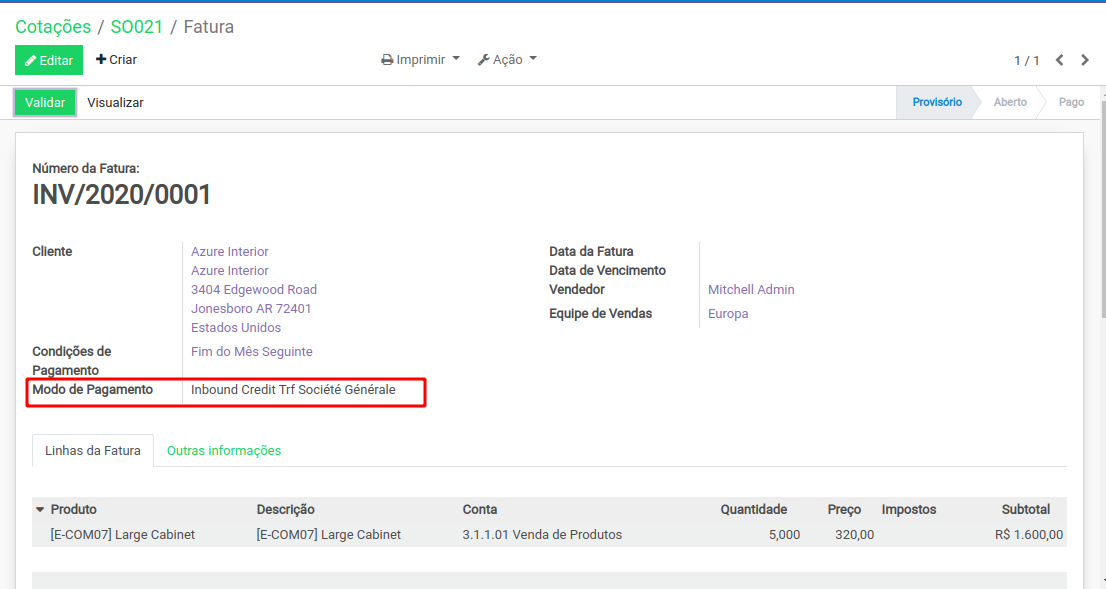 Cotações / SO021 / Fatura
Editar Criar Imprimir Ação 1 / 1
Validar Visualizar Provisório Aberto Pago
Número da Fatura:
INV/2020/0001
Cliente Azure Interior Data da Fatura
Azure Interior Data de Vencimento
3404 Edgewood Road Vendedor Mitchell Admin
Jonesboro AR 72401
Equipe de Vendas Europa
Estados Unidos
Condições de Fim do Mês Seguinte
Pagamento
Modo de Pagamento Inbound Credit Trf Société Générale
Linhas da Fatura Outras informações
Produto Descrição Conta Quantidade Preço Impostos Subtotal
[E-COM07] Large Cabinet [E-COM07] Large Cabinet 3.1.1.01 Venda de Produtos 5,000 320,00 R$ 1.600,00